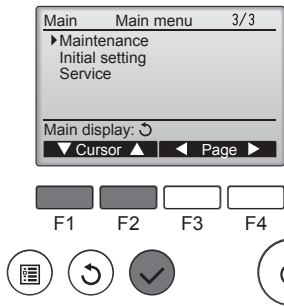 Main Main menu 3/3
Maintenance
Initial setting
Service
Main display:
Cursor Page
F1 F2 F3 F4